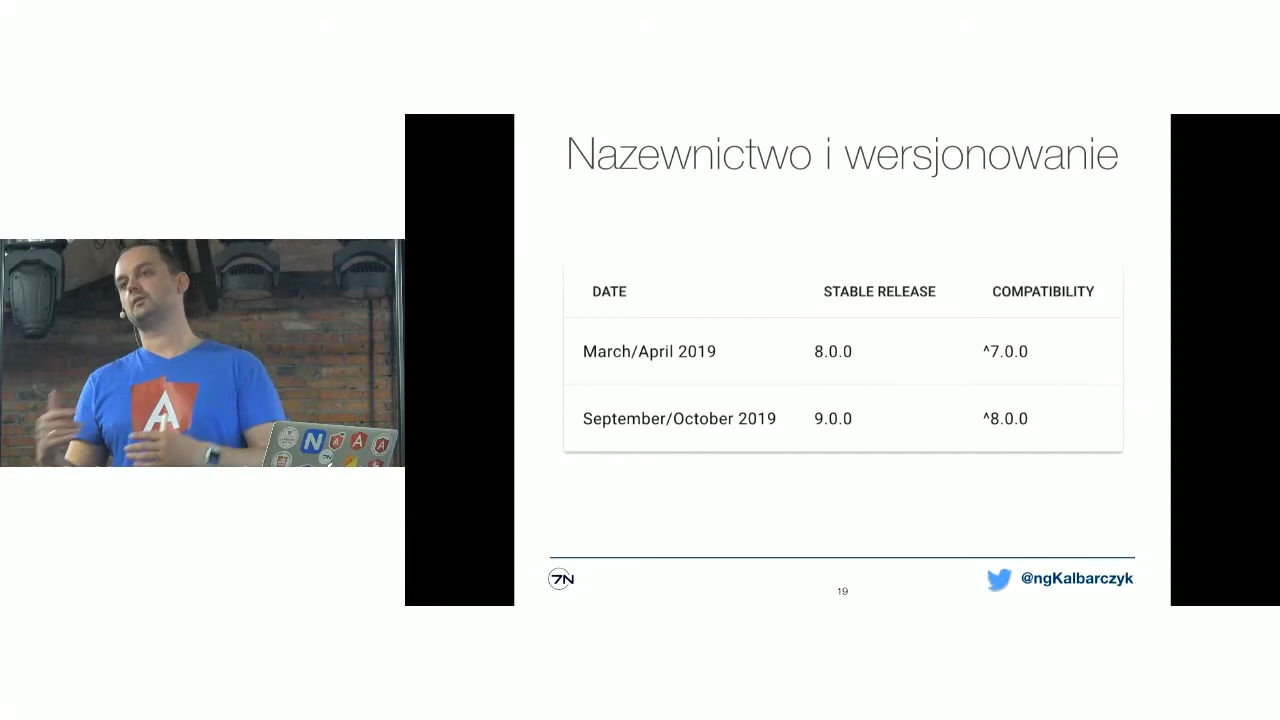 Nazewnictwo i wersjonowanie
DATE STABLE RELEASE COMPATIBILITY
March/April 2019 8.0.0 ^7.0.0
September/October 2019 9.0.0 ^8.0.0
7N
19
@ngKalbarczyk
A
N
A
A
7N